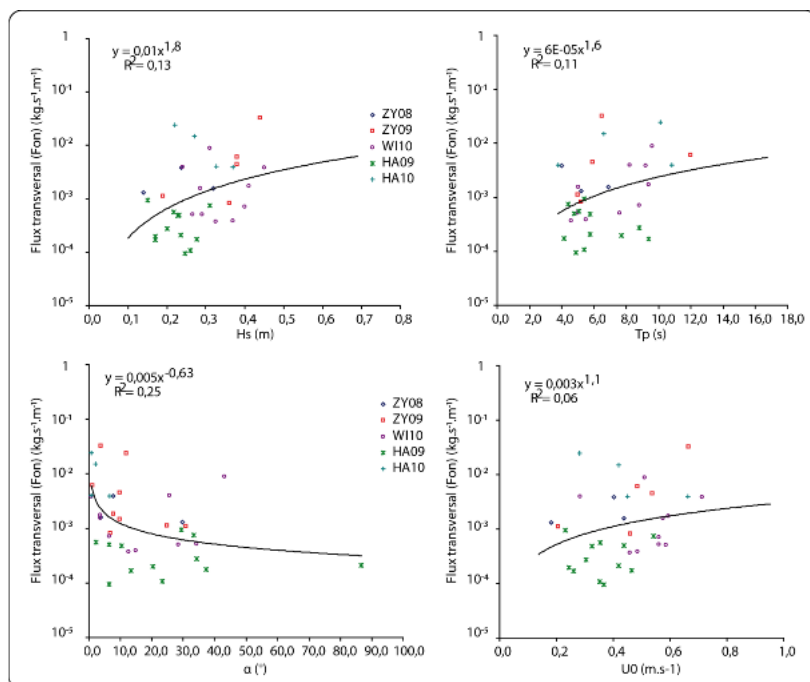 y = 0,01x^1,8
R^2= 0,13
Flux transversal (Fon) (kg.s-1.m-1)
1
10-1
10-2
10-3
10-4
10-5
0,0 0,1 0,2 0,3 0,4 0,5 0,6 0,7 0,8
Hs (m)
ZY08
ZY09
WI10
HA09
HA10
y = 6E-05x^1,6
R^2= 0,11
Flux transversal (Fon) (kg.s-1.m-1)
1
10-1
10-2
10-3
10-4
10-5
0,0 2,0 4,0 6,0 8,0 10,0 12,0 14,0 16,0 18,0
Tp (s)
y = 0,005x^-0,63
R^2= 0,25
Flux transversal (Fon) (kg.s-1.m-1)
1
10-1
10-2
10-3
10-4
10-5
0,0 10,0 20,0 30,0 40,0 50,0 60,0 70,0 80,0 90,0 100,0
α (°)
ZY08
ZY09
WI10
HA09
HA10
y = 0,003x^1,1
R^2= 0,06
Flux transversal (Fon) (kg.s-1.m-1)
1
10-1
10-2
10-3
10-4
10-5
0,0 0,2 0,4 0,6 0,8 1,0
U0 (m.s-1)